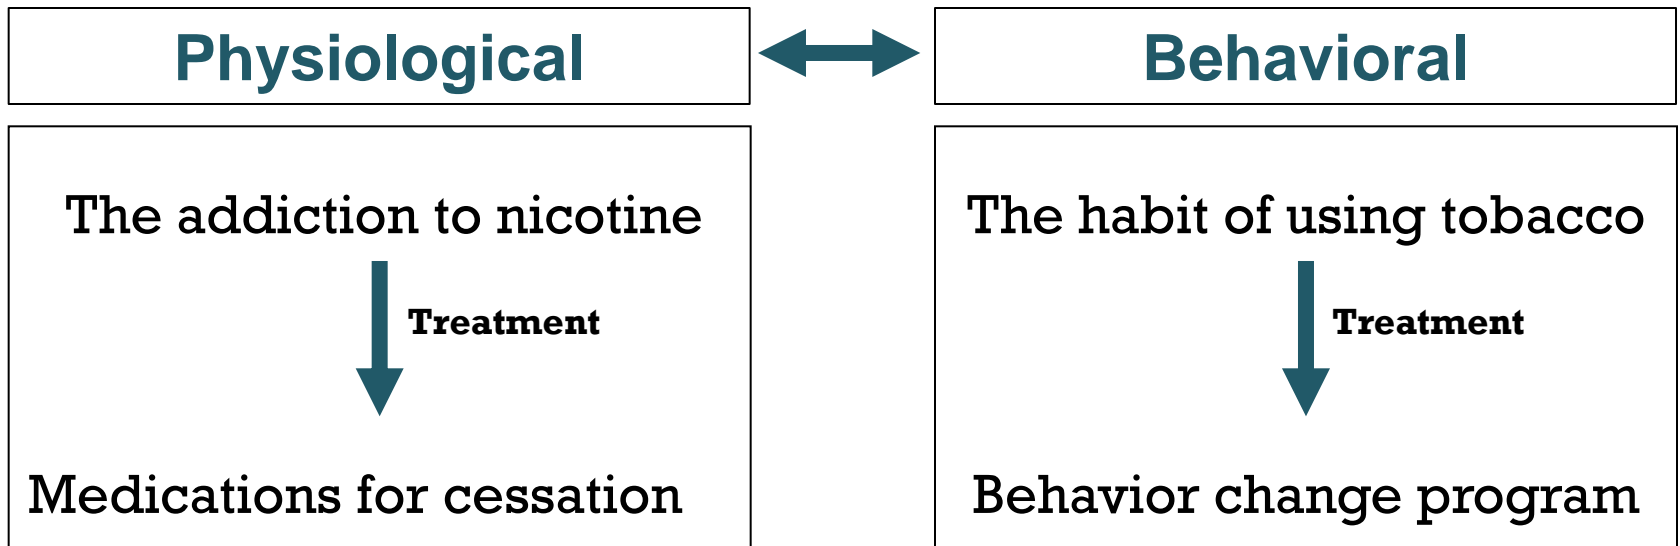 Physiological
Behavioral
The addiction to nicotine
Treatment
Medications for cessation
The habit of using tobacco
Treatment
Behavior change program